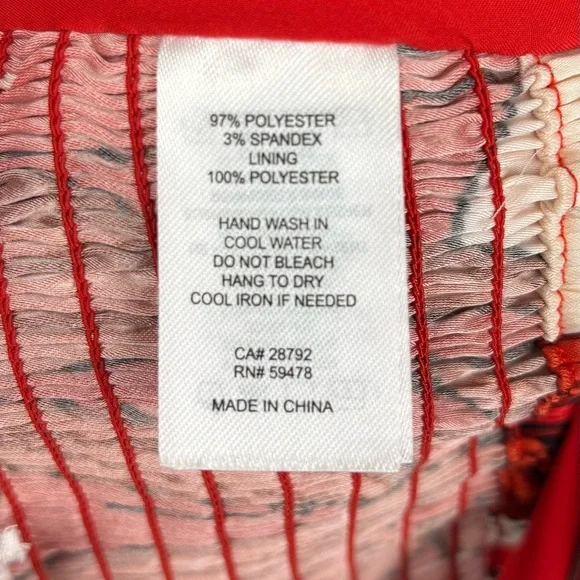 97% POLYESTER
3% SPANDEX
LINING
100% POLYESTER
HAND WASH IN
COOL WATER
DO NOT BLEACH
HANG TO DRY
COOL IRON IF NEEDED
CA# 28792
RN# 59478
MADE IN CHINA